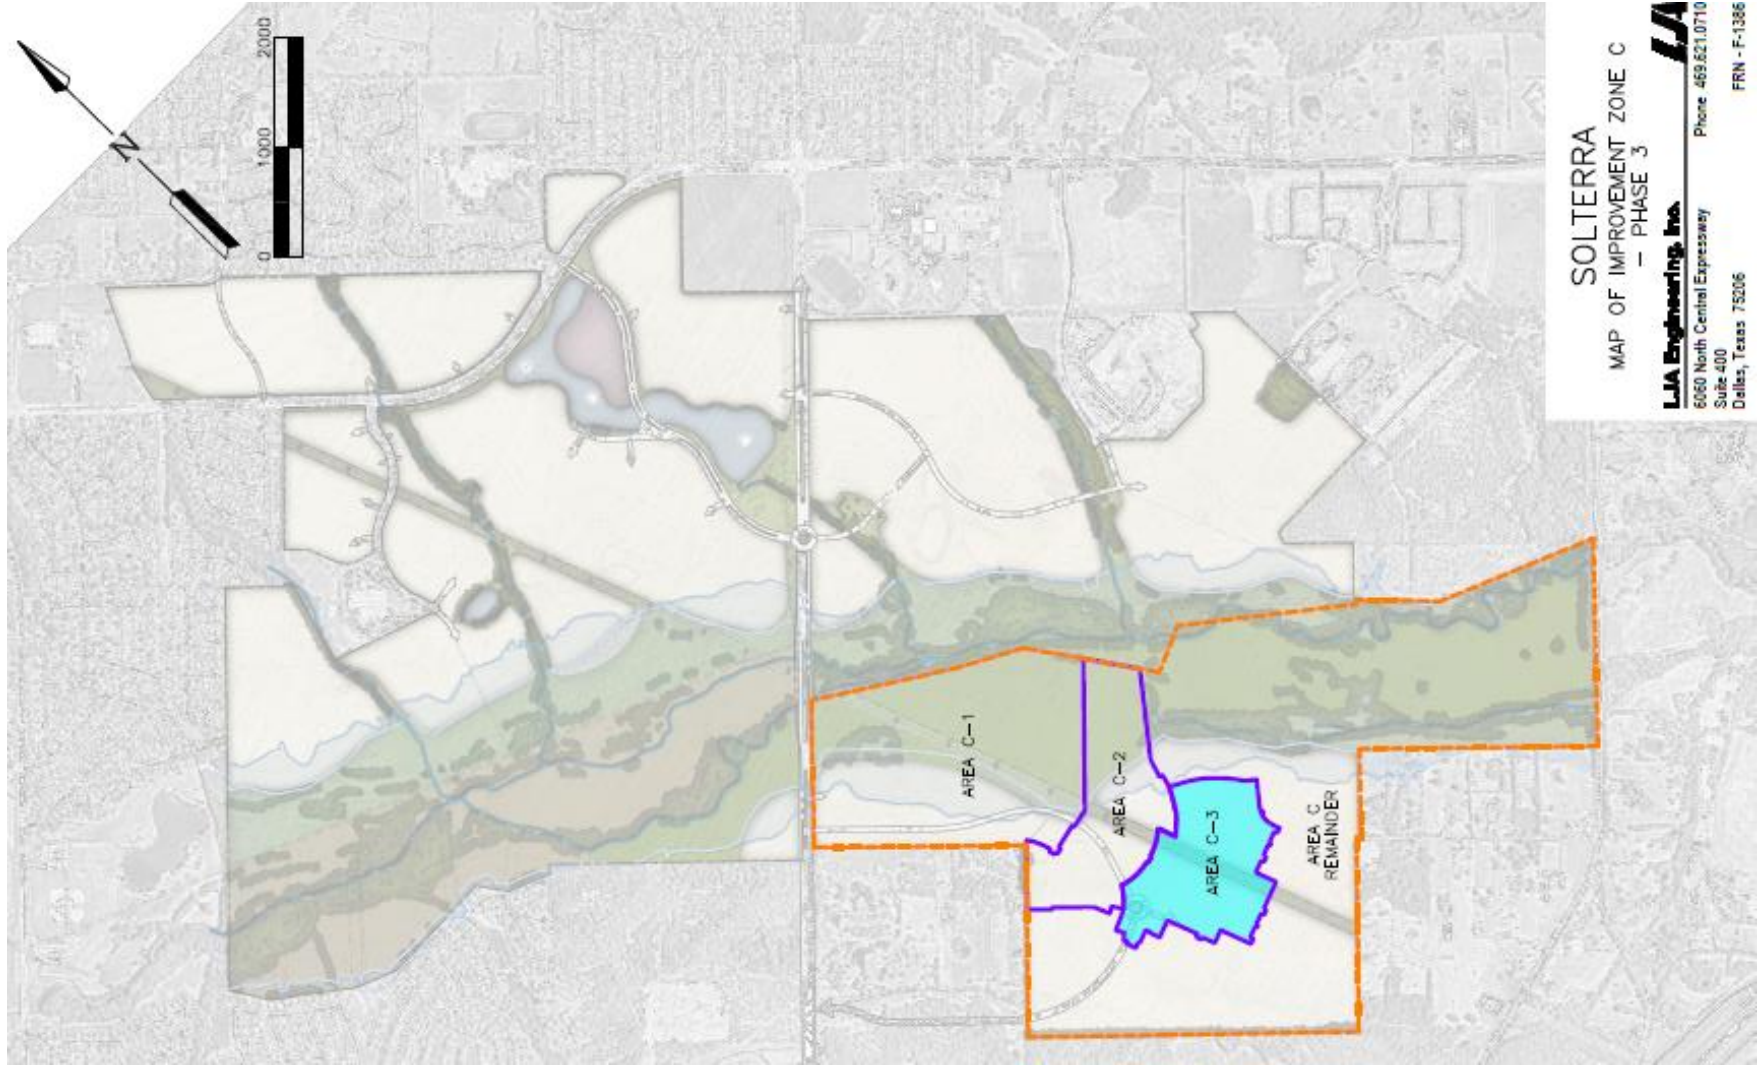 N
0 1000 2000
SOLTERRA
MAP OF IMPROVEMENT ZONE C
— PHASE 3
LJA Engineering, Inc.
6060 North Central Expressway
Suite 400
Dallas, Texas 75206
Phone 469.621.0710
FRN - F-1386
AREA C-1
AREA C-2
AREA C-3
AREA C
REMAINDER